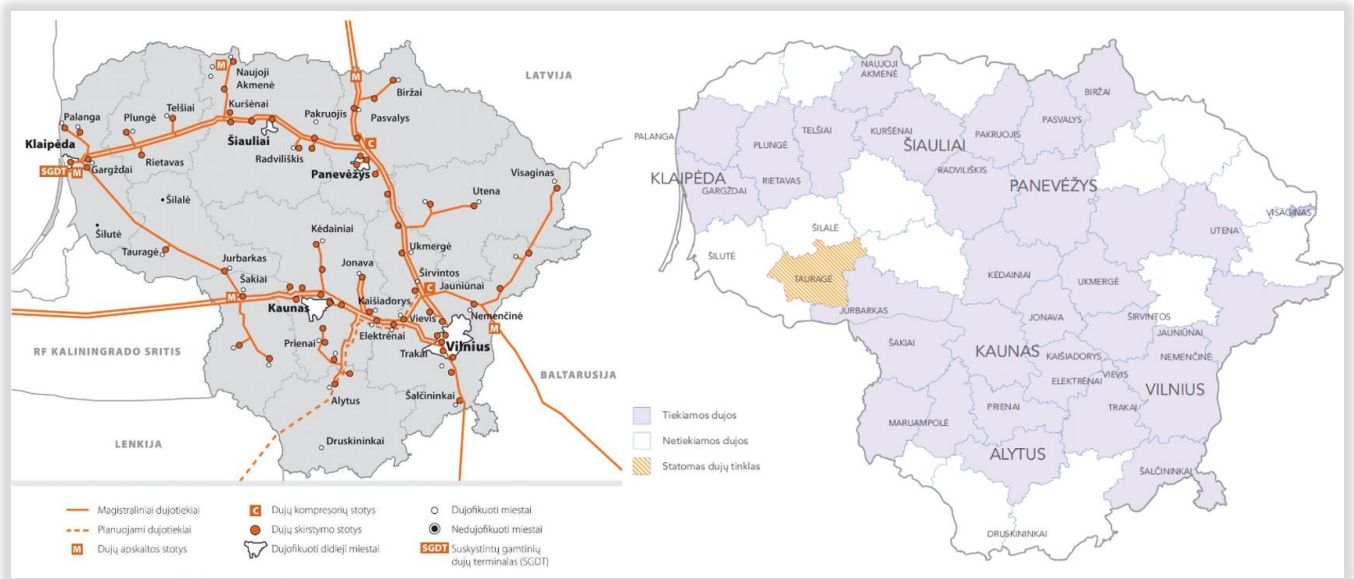 LATVIJA
Naujoji
Akmenė
Biržai
Telšiai
Kuršėnai
Pakruojis
Pasvalys
Palanga
Plungė
Klaipėda
Šiauliai
Radviliškis
Rietavas
Gargždai
SGDT
M
M
M
C
Panevėžys
Visaginas
Utena
Šilalė
Šilutė
Tauragė
Kėdainiai
Ukmergė
Jurbarkas
Jonava
Širvintos
Šakiai
Jauniūnai
C
M
Kaunas
Kaišiadorys
Vievis
Nemenčinė
M
Elektrėnai
Prienai
Trakai
Vilnius
RF KALININGRADO SRITIS
BALTARUSIJA
Alytus
Šalčininkai
LENKIJA
Druskininkai
Magistraliniai dujotiekiai
Planuojami dujotiekiai
M Dujų apskaitos stotys
C Dujų kompresorių stotys
Dujų skirstymo stotys
Dujofikuoti didieji miestai
Dujofikuoti miestai
Nedujofikuoti miestai
SGDT Suskystintų gamtinių
dujų terminalas (SGDT)
NAUJOJI
AKMENĖ
BIRŽAI
PALANGA
PLUNGĖ
TELŠIAI
KURŠĖNAI
ŠIAULIAI
PAKRUOJIS
PASVALYS
KLAIPĖDA
GARGŽDAI
RIETAVAS
RADVILIŠKIS
PANEVĖŽYS
VISAGINAS
UTENA
ŠILALĖ
ŠILUTĖ
TAURAGĖ
KĖDAINIAI
UKMERGĖ
JURBARKAS
JONAVA
ŠIRVINTOS
JAUNIŪNAI
ŠAKIAI
KAUNAS
KAIŠIADORYS
NEMENČINĖ
VIEVIS
ELEKTRĖNAI
VILNIUS
PRIENAI
TRAKAI
MARIJAMPOLĖ
ALYTUS
ŠALČININKAI
DRUSKININKAI
Tiekiamos dujos
Netiekiamos dujos
Statomas dujų tinklas